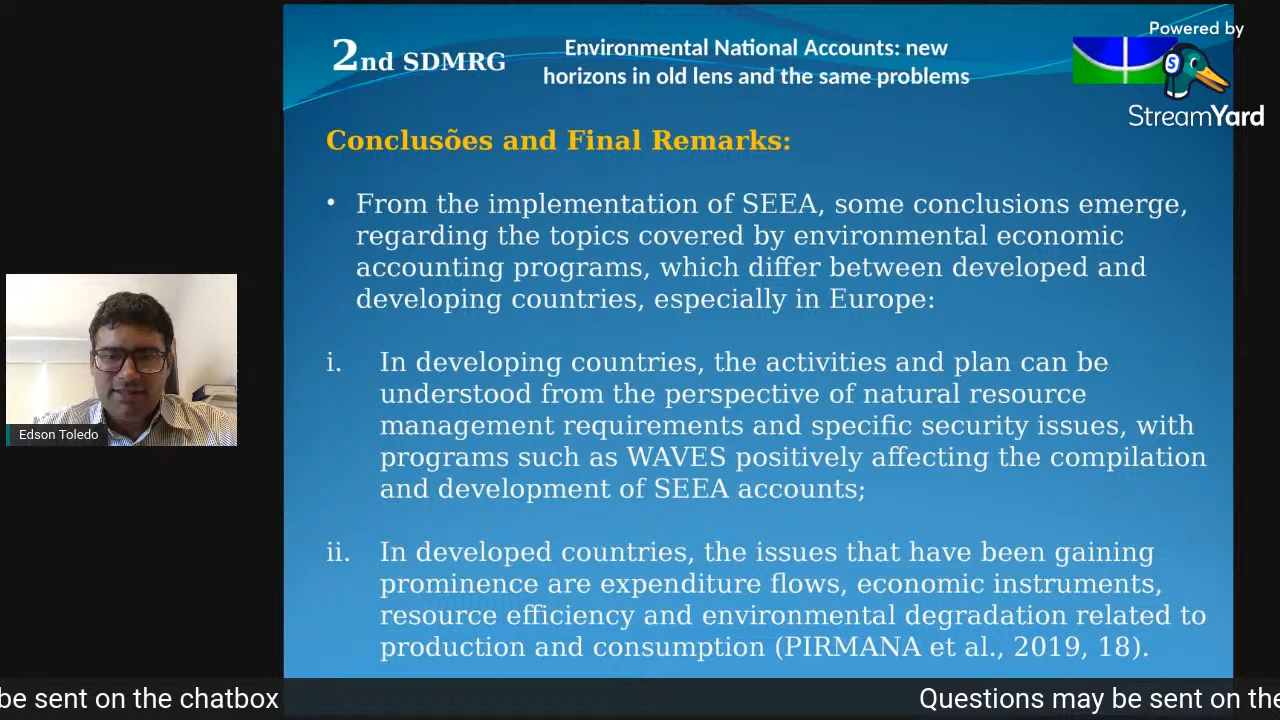 Powered by
StreamYard
2nd SDMRG
Environmental National Accounts: new
horizons in old lens and the same problems
Conclusões and Final Remarks:
• From the implementation of SEEA, some conclusions emerge,
regarding the topics covered by environmental economic
accounting programs, which differ between developed and
developing countries, especially in Europe:
i. In developing countries, the activities and plan can be
understood from the perspective of natural resource
management requirements and specific security issues, with
programs such as WAVES positively affecting the compilation
and development of SEEA accounts;
ii. In developed countries, the issues that have been gaining
prominence are expenditure flows, economic instruments,
resource efficiency and environmental degradation related to
production and consumption (PIRMANA et al., 2019, 18).
Edson Toledo
be sent on the chatbox
Questions may be sent on the